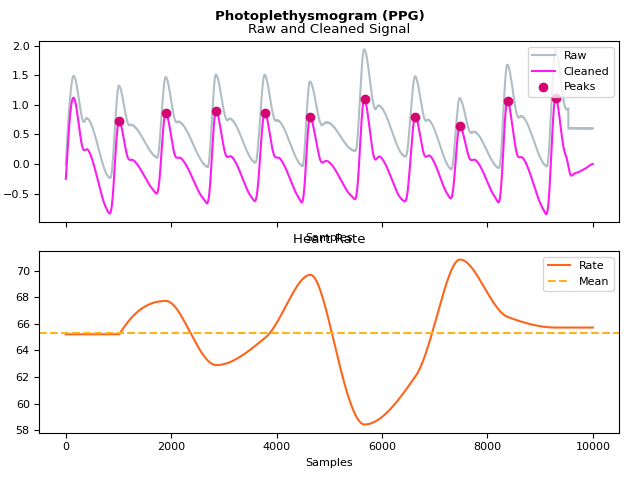 Photoplethysmogram (PPG)
Raw and Cleaned Signal
2.0
1.5
1.0
0.5
0.0
−0.5
Raw
Cleaned
Peaks
Samples
Heart Rate
70
68
66
64
62
60
58
Rate
Mean
0 2000 4000 6000 8000 10000
Samples